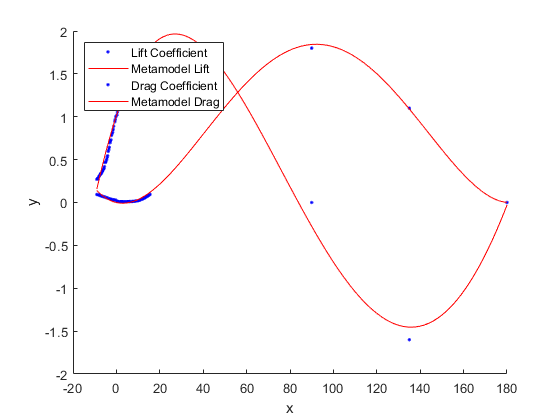 2
1.5
1
0.5
0
-0.5
-1
-1.5
-2
y
Lift Coefficient
Metamodel Lift
Drag Coefficient
Metamodel Drag
-20 0 20 40 60 80 100 120 140 160 180
x